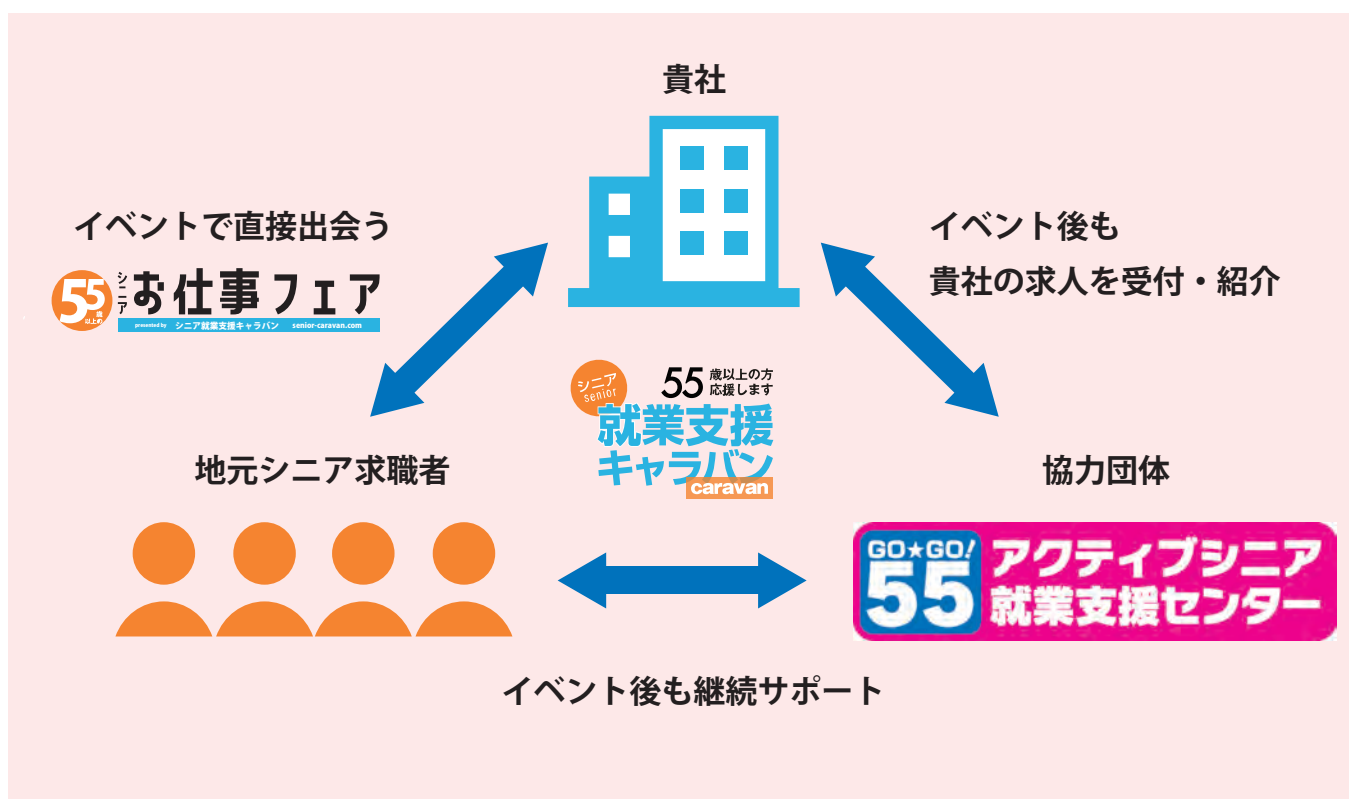 貴社
イベントで直接出会う
55歳以上の
シニア
お仕事フェア
presented by シニア就業支援キャラバン senior-caravan.com
イベント後も
貴社の求人を受付・紹介
シニア
senior
55 歳以上の方
応援します
就業支援
キャラバン
caravan
地元シニア求職者
協力団体
GO★GO!
55
アクティブシニア
就業支援センター
イベント後も継続サポート